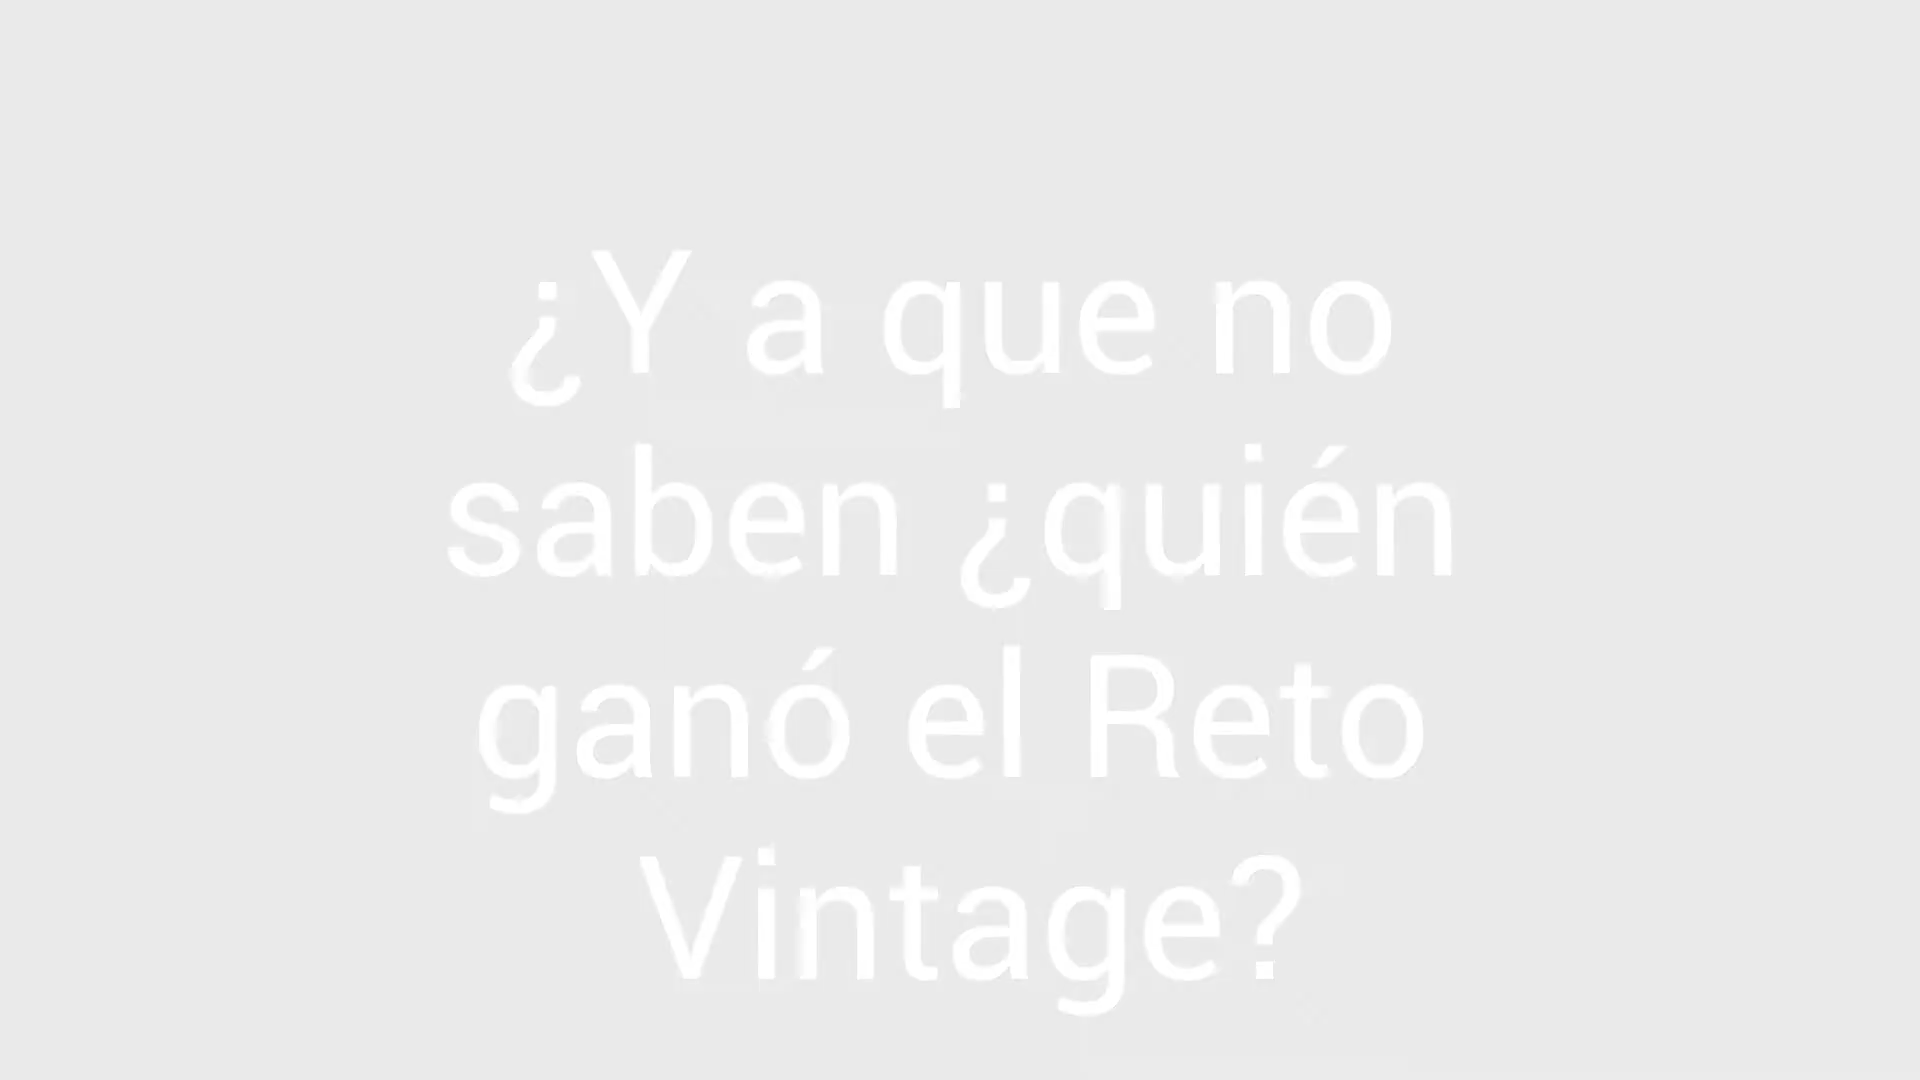 ¿Y a que no
saben ¿quién
ganó el Reto
Vintage?